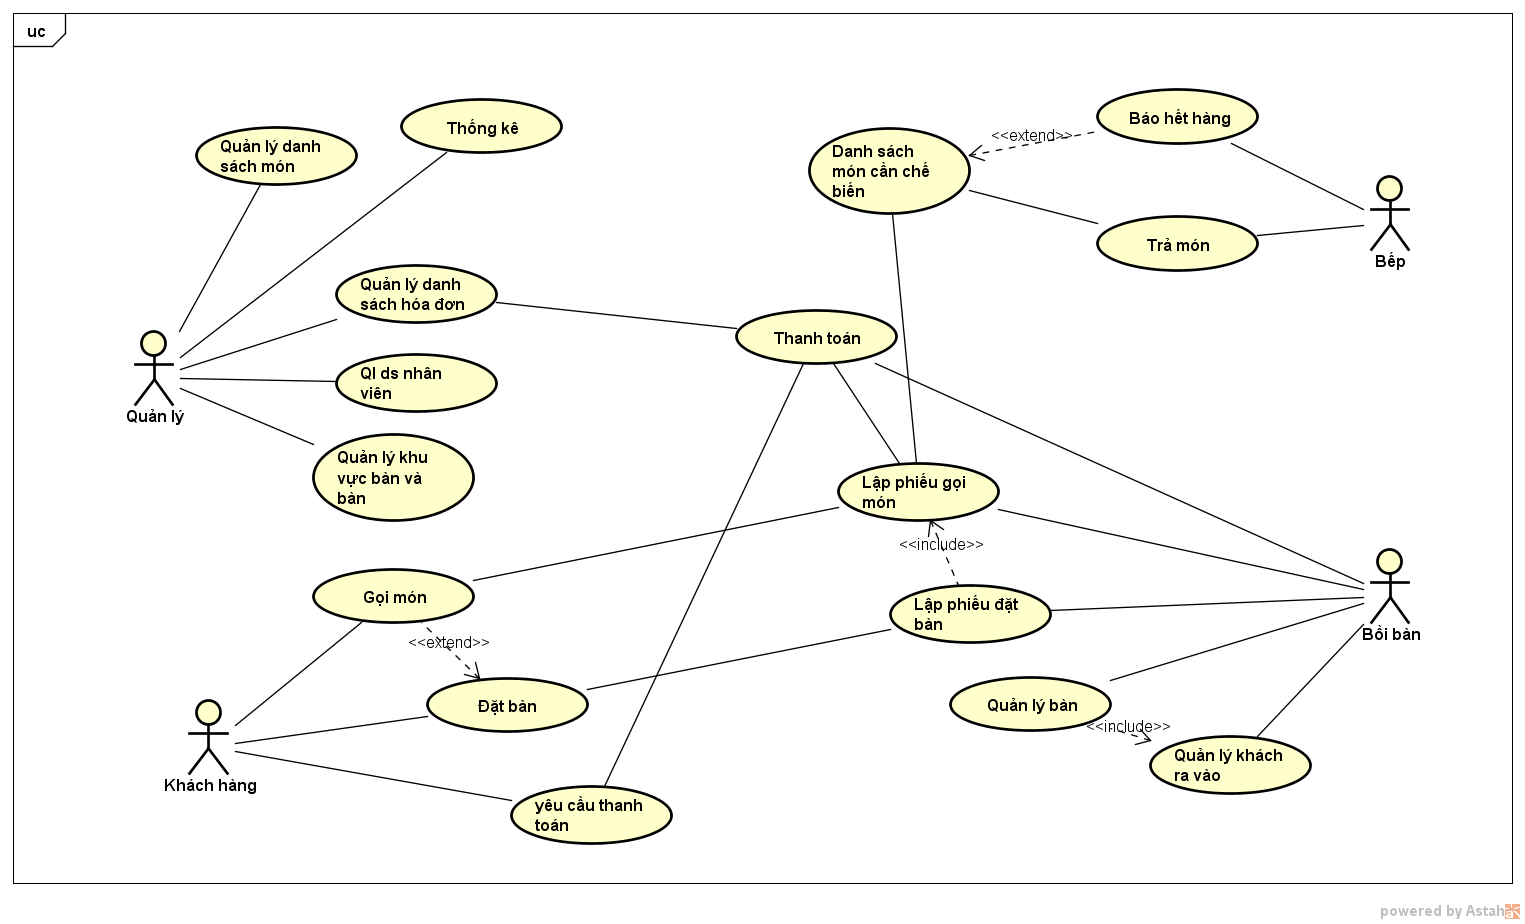 uc
Thống kê
Quản lý danh
sách món
Báo hết hàng
<<extend>>
Danh sách
món cần chế
biến
Trả món
Bếp
Quản lý danh
sách hóa đơn
Thanh toán
Ql ds nhân
viên
Quản lý
Quản lý khu
vực bàn và
bàn
Lập phiếu gọi
món
<<include>>
Gọi món
Lập phiếu đặt
bàn
Bồi bàn
<<extend>>
Đặt bàn
Quản lý bàn
<<include>>
Quản lý khách
ra vào
Khách hàng
yêu cầu thanh
toán
powered by Astah